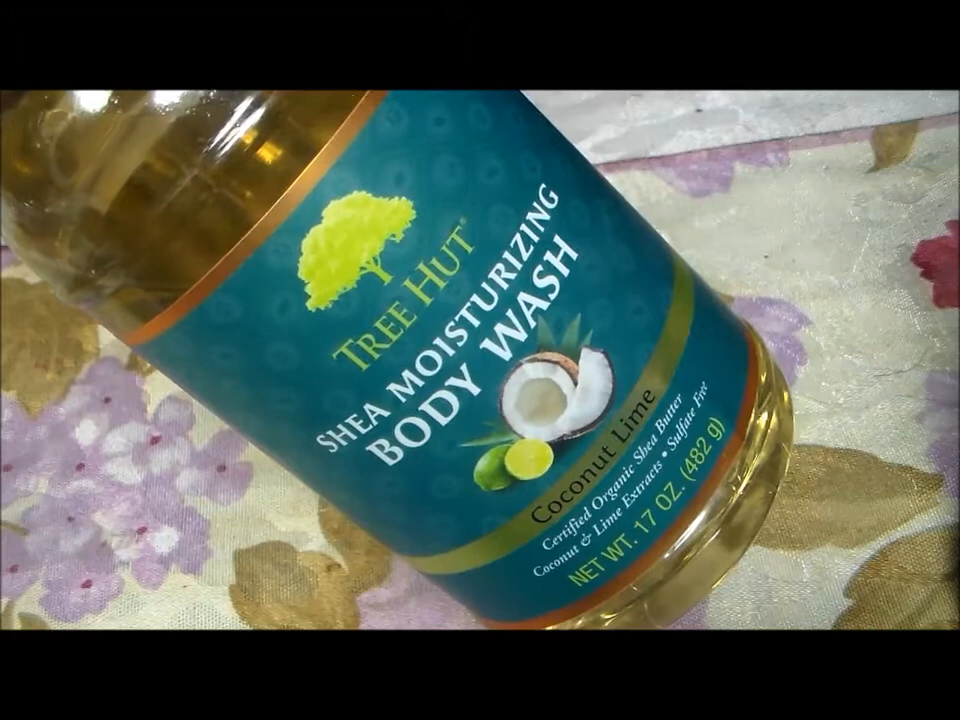 TREE HUT®
SHEA MOISTURIZING
BODY WASH
Coconut Lime
Certified Organic Shea Butter
Coconut & Lime Extracts • Sulfate Free
NET WT. 17 OZ. (482 g)